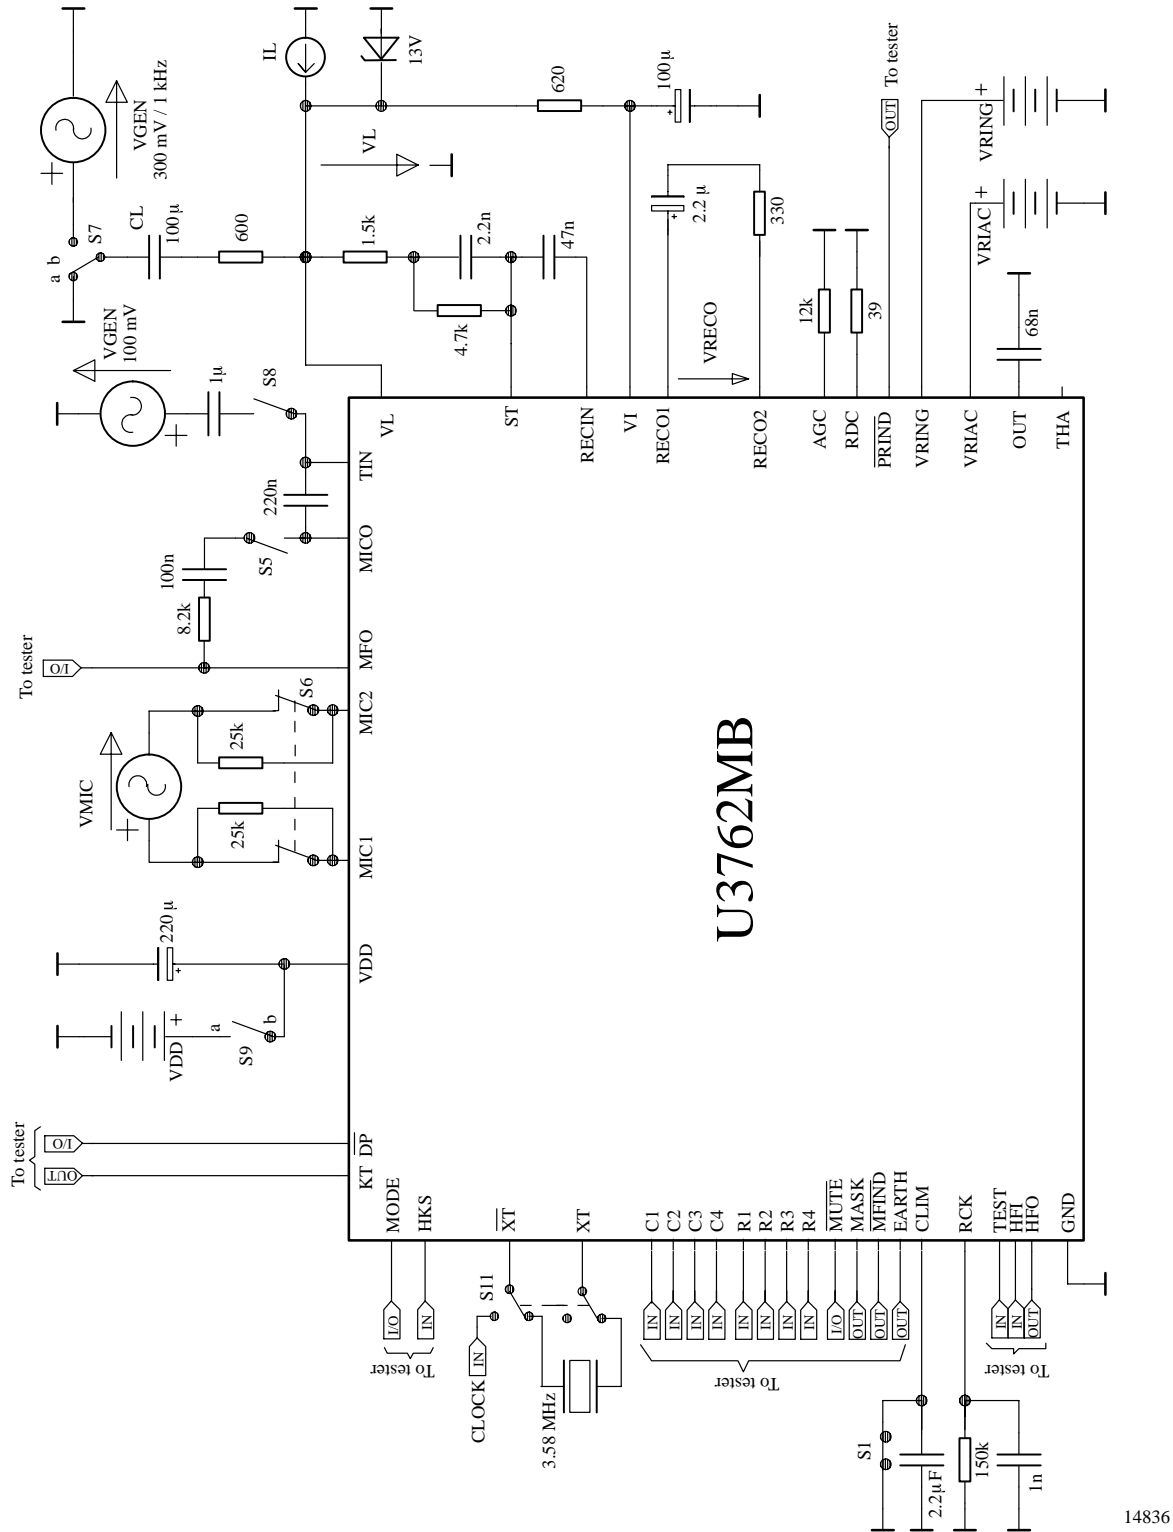 VGEN
300 mV / 1 kHz
+
a
b
S7
CL
100 µ
600
IL
13V
VL
620
100 µ
+
To tester
OUT
VRING
+
VRIAC
+
VGEN
100 mV
+
1µ
S8
1.5k
2.2n
47n
4.7k
2.2 µ
+
330
VRECO
12k
39
68n
To tester
I/O
8.2k
100n
S5
220n
VMIC
+
25k
25k
S6
220 µ
+
VDD
+
a
b
S9
To tester
OUT
I/O
KT
DP
VDD
MIC1
MIC2
MFO
MICO
TIN
VL
ST
RECIN
VI
RECO1
RECO2
AGC
RDC
PRIND
VRING
VRIAC
OUT
THA
U3762MB
MODE
HKS
XT
XT
C1
C2
C3
C4
R1
R2
R3
R4
MUTE
MASK
MFIND
EARTH
CLIM
RCK
TEST
HFI
HFO
GND
I/O
IN
To tester
S11
CLOCK
IN
3.58 MHz
IN
IN
IN
IN
IN
IN
IN
IN
I/O
OUT
OUT
OUT
To tester
IN
IN
OUT
To tester
S1
2.2µF
150k
1n
14836